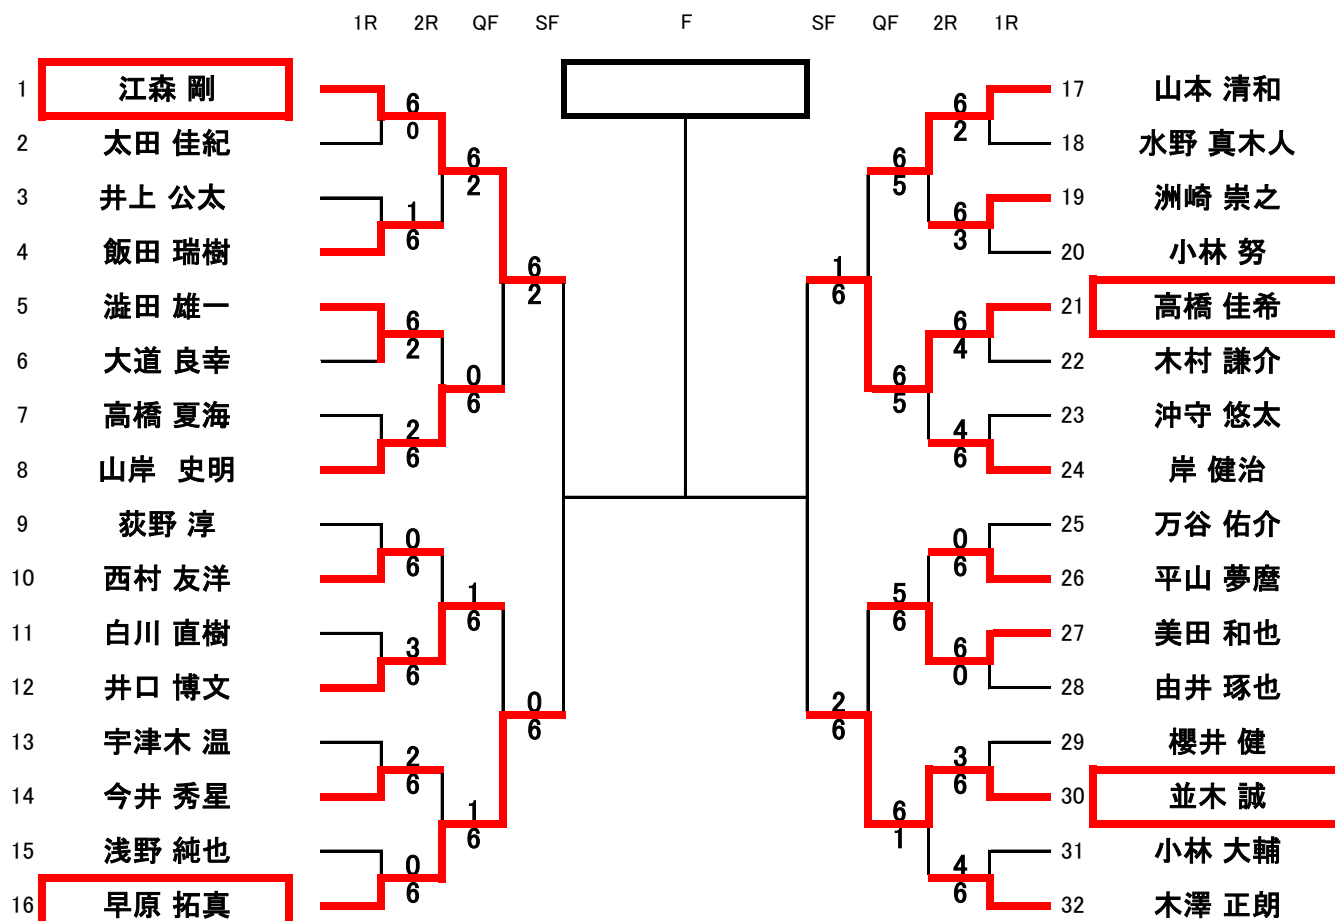 1R 2R QF SF F SF QF 2R 1R
1 江森 剛 17 山本 清和
6 6
0 2
2 太田 佳紀 18 水野 真木人
6 6
2 5
3 井上 公太 19 洲崎 崇之
1 6
6 3
4 飯田 瑞樹 20 小林 努
6 1
2 6
5 澁田 雄一 21 高橋 佳希
6 6
2 4
6 大道 良幸 22 木村 謙介
0 6
6 5
7 高橋 夏海 23 沖守 悠太
2 4
6 6
8 山岸 史明 24 岸 健治
9 荻野 淳 25 万谷 佑介
0 0
6 6
10 西村 友洋 26 平山 夢麿
1 5
6 6
11 白川 直樹 27 美田 和也
3 6
6 0
12 井口 博文 28 由井 琢也
0 2
6 6
13 宇津木 温 29 櫻井 健
2 3
6 6
14 今井 秀星 30 並木 誠
1 6
6 1
15 浅野 純也 31 小林 大輔
0 4
6 6
16 早原 拓真 32 木澤 正朗